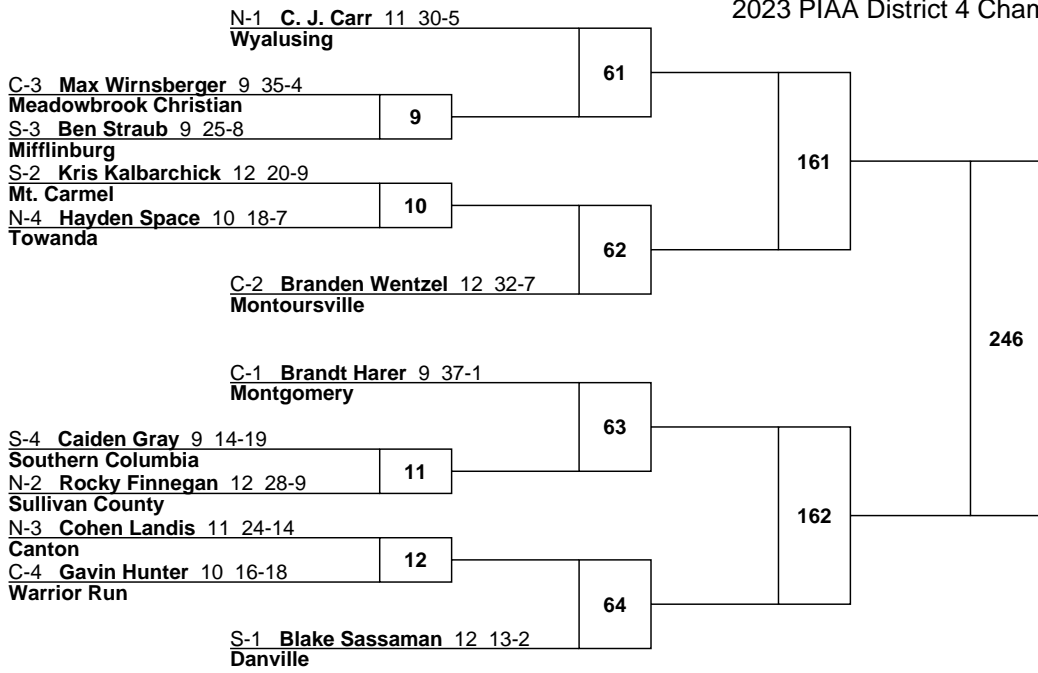 2023 PIAA District 4 Cham
N-1 C. J. Carr 11 30-5
Wyalusing
61
C-3 Max Wirnsberger 9 35-4
Meadowbrook Christian
9
S-3 Ben Straub 9 25-8
Mifflinburg
161
S-2 Kris Kalbarchick 12 20-9
Mt. Carmel
10
N-4 Hayden Space 10 18-7
Towanda
62
C-2 Branden Wentzel 12 32-7
Montoursville
246
C-1 Brandt Harer 9 37-1
Montgomery
63
S-4 Caiden Gray 9 14-19
Southern Columbia
11
N-2 Rocky Finnegan 12 28-9
Sullivan County
162
N-3 Cohen Landis 11 24-14
Canton
12
C-4 Gavin Hunter 10 16-18
Warrior Run
64
S-1 Blake Sassaman 12 13-2
Danville